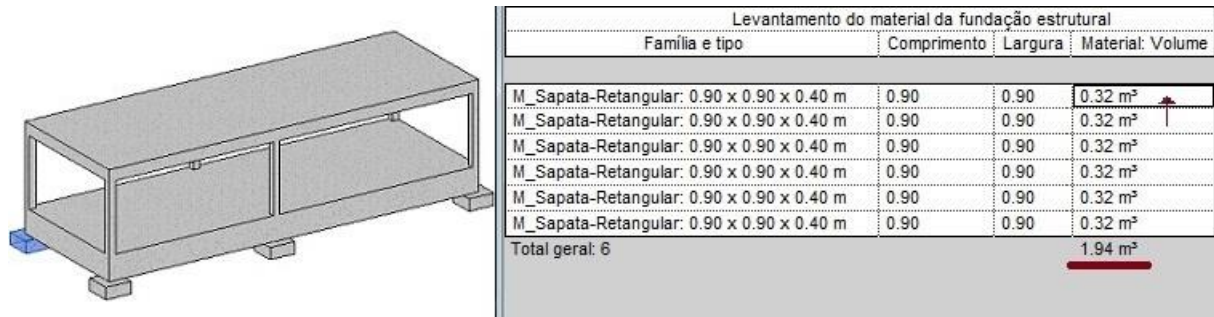 Levantamento do material da fundação estrutural
Família e tipo Comprimento Largura Material: Volume
M_Sapata-Retangular: 0.90 x 0.90 x 0.40 m 0.90 0.90 0.32 m³
M_Sapata-Retangular: 0.90 x 0.90 x 0.40 m 0.90 0.90 0.32 m³
M_Sapata-Retangular: 0.90 x 0.90 x 0.40 m 0.90 0.90 0.32 m³
M_Sapata-Retangular: 0.90 x 0.90 x 0.40 m 0.90 0.90 0.32 m³
M_Sapata-Retangular: 0.90 x 0.90 x 0.40 m 0.90 0.90 0.32 m³
M_Sapata-Retangular: 0.90 x 0.90 x 0.40 m 0.90 0.90 0.32 m³
Total geral: 6 1.94 m³